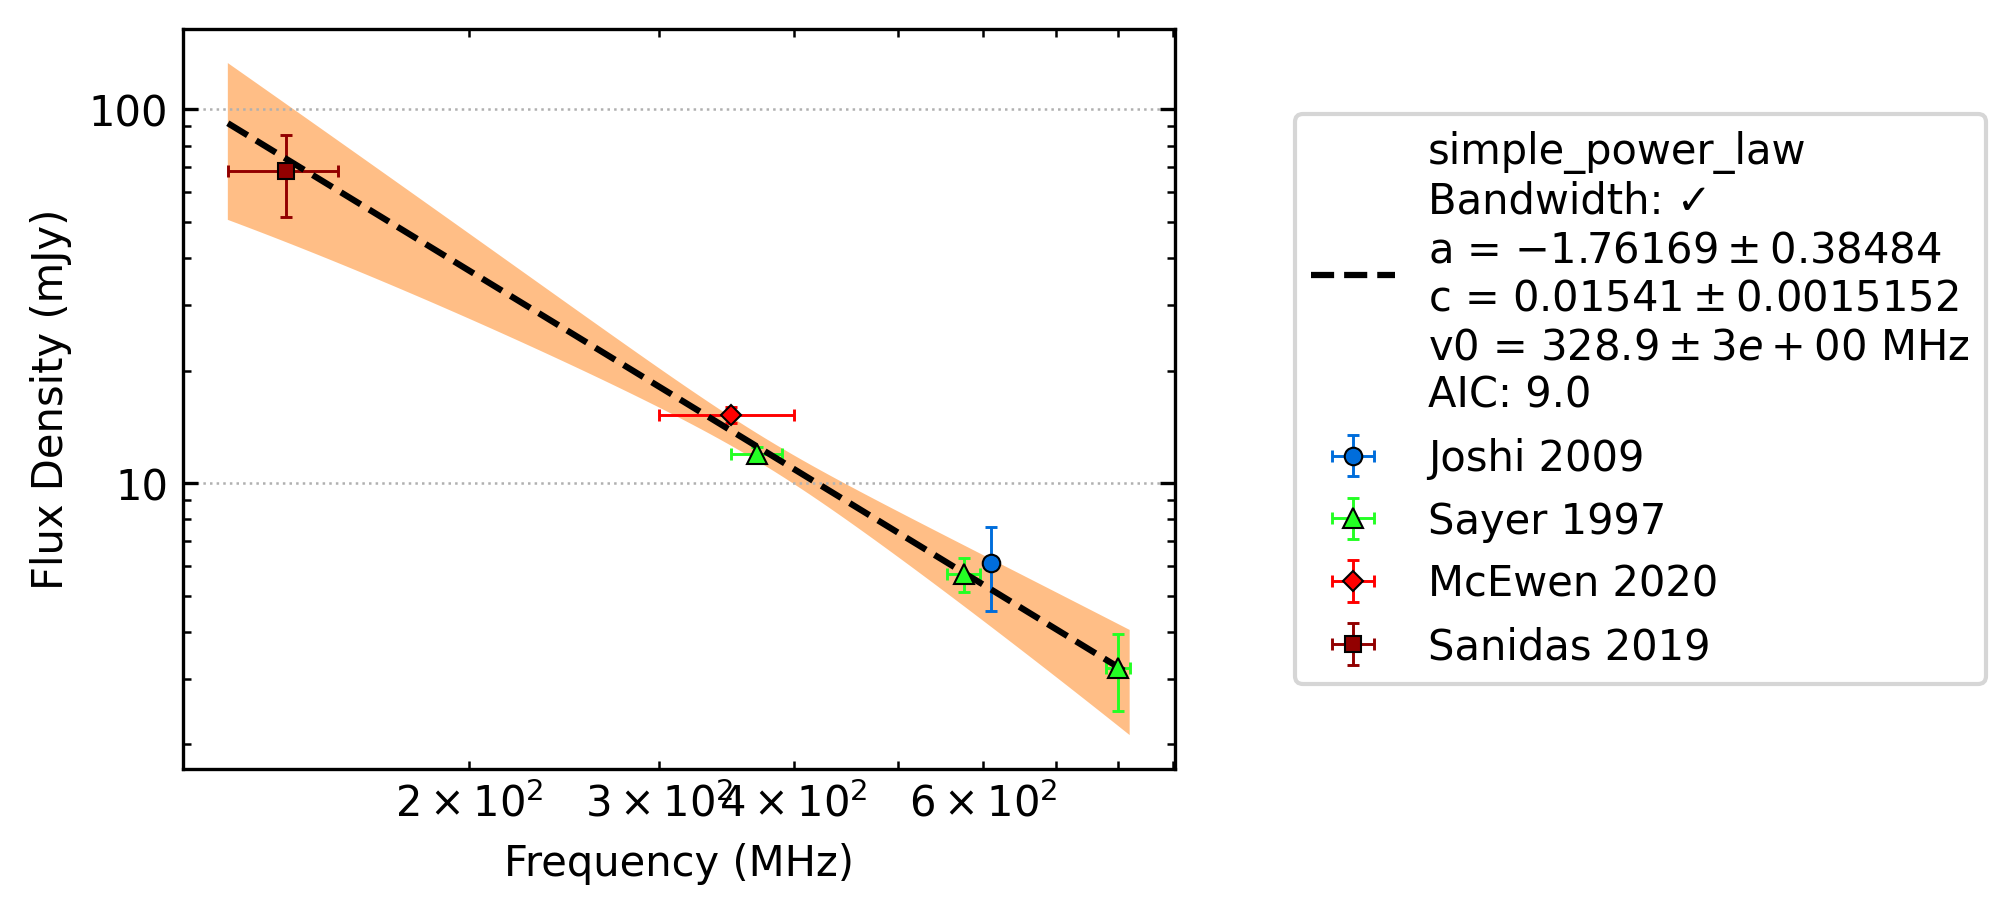 100
10
Flux Density (mJy)
2 × 10²
3 × 10²
4 × 10²
6 × 10²
Frequency (MHz)
simple_power_law
Bandwidth: ✓
a = −1.76169 ± 0.38484
c = 0.01541 ± 0.0015152
v0 = 328.9 ± 3e + 00 MHz
AIC: 9.0
Joshi 2009
Sayer 1997
McEwen 2020
Sanidas 2019